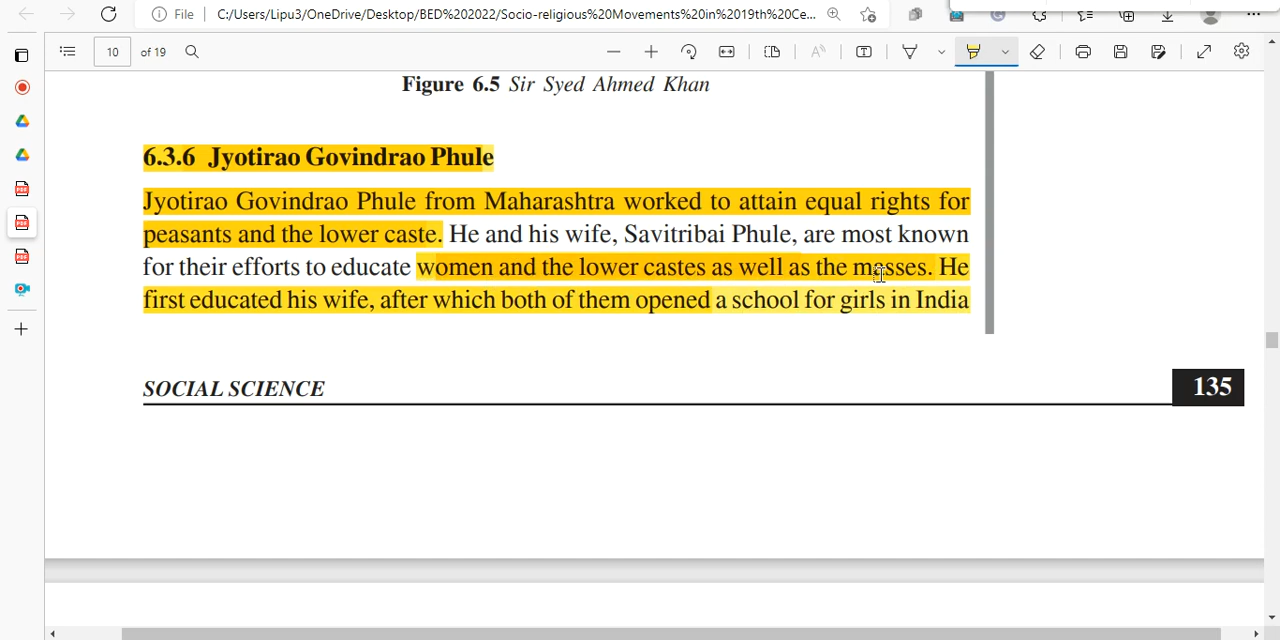 File
C:/Users/Lipu3/OneDrive/Desktop/BED%202022/Socio-religious%20Movements%20in%2019th%20Ce...
10 of 19
Figure 6.5 Sir Syed Ahmed Khan
6.3.6 Jyotirao Govindrao Phule
Jyotirao Govindrao Phule from Maharashtra worked to attain equal rights for
peasants and the lower caste. He and his wife, Savitribai Phule, are most known
for their efforts to educate women and the lower castes as well as the masses. He
first educated his wife, after which both of them opened a school for girls in India
SOCIAL SCIENCE
135